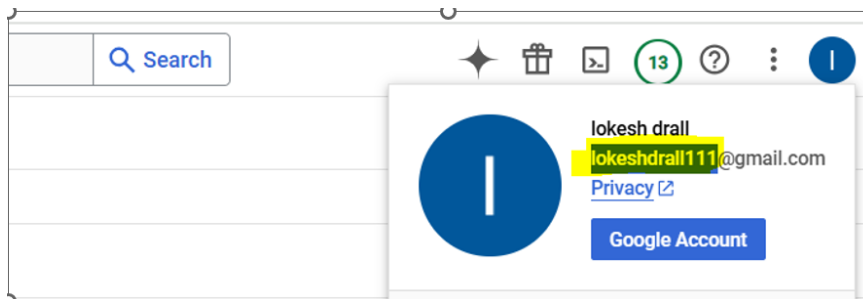 Search
13
l
l
lokesh drall
lokeshdrall111@gmail.com
Privacy
Google Account